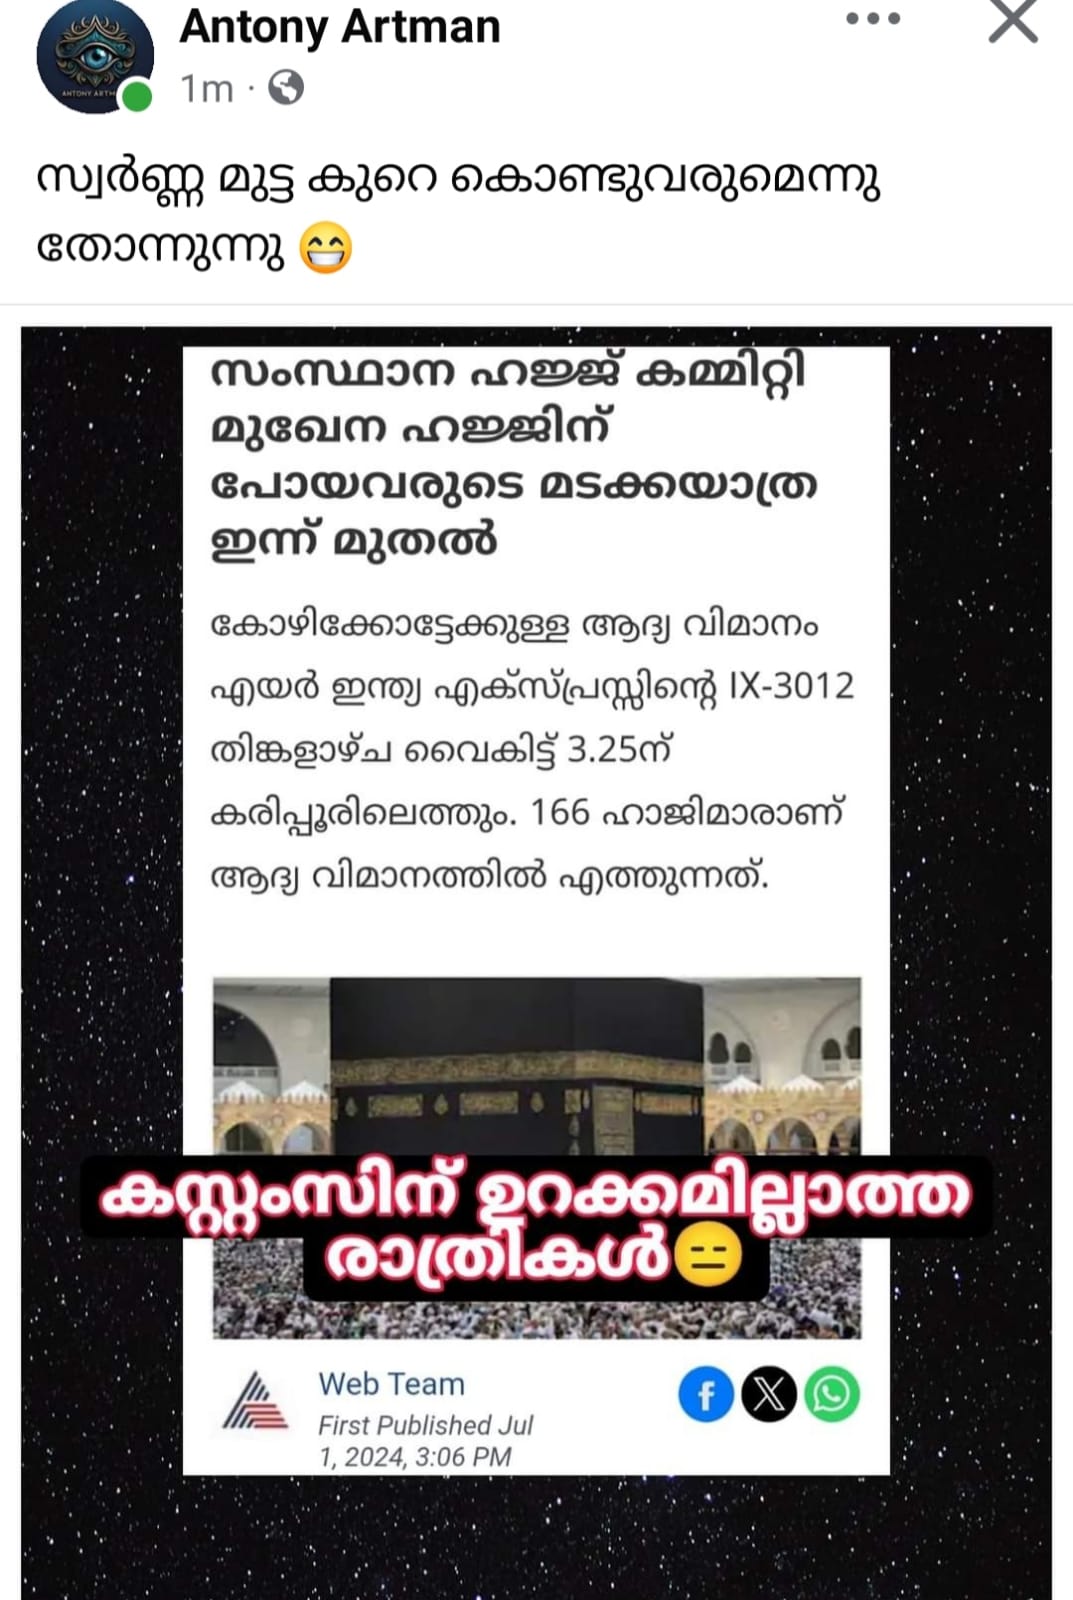 Antony Artman
1m ·
സ്വർണ്ണ മുട്ട കുറെ കൊണ്ടുവരുമെന്നു
തോന്നുന്നു 😁
സംസ്ഥാന ഹജ്ജ് കമ്മിറ്റി
മുഖേന ഹജ്ജിന്
പോയവരുടെ മടക്കയാത്ര
ഇന്ന് മുതൽ
കോഴിക്കോട്ടേക്കുള്ള ആദ്യ വിമാനം
എയർ ഇന്ത്യ എക്സ്പ്രസ്സിന്റെ IX-3012
തിങ്കളാഴ്ച വൈകിട്ട് 3.25ന്
കരിപ്പൂരിലെത്തും. 166 ഹാജിമാരാണ്
ആദ്യ വിമാനത്തിൽ എത്തുന്നത്.
കസ്റ്റംസിന് ഉറക്കമില്ലാത്ത
രാത്രികൾ😑
Web Team
First Published Jul
1, 2024, 3:06 PM